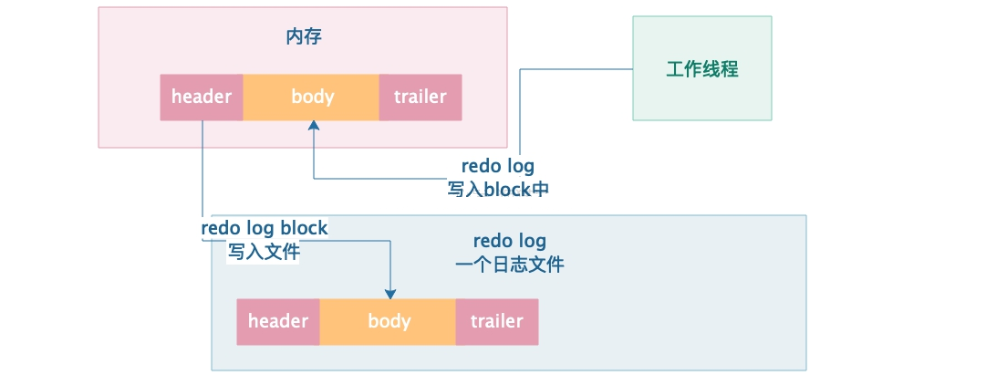 内存
工作线程
header body trailer
redo log
写入block中
redo log block
写入文件
redo log
一个日志文件
header body trailer